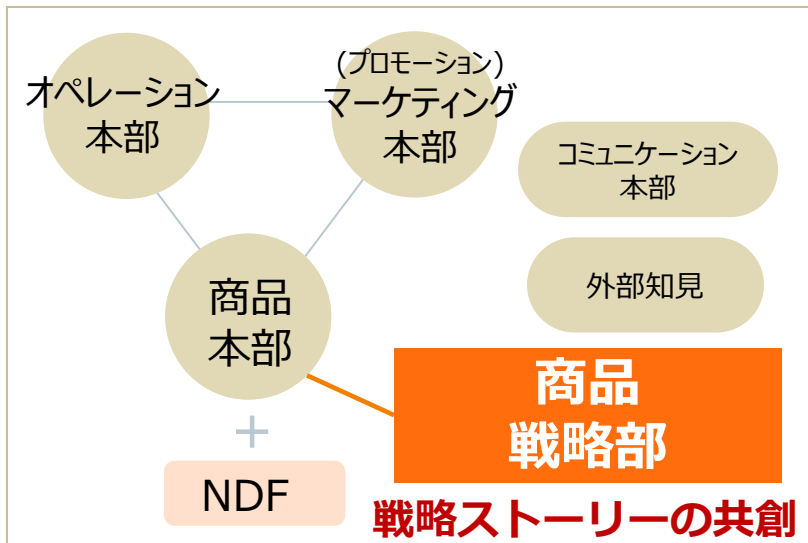 オペレーション
本部
(プロモーション)
マーケティング
本部
コミュニケーション
本部
外部知見
商品
本部
商品
戦略部
＋
NDF
戦略ストーリーの共創